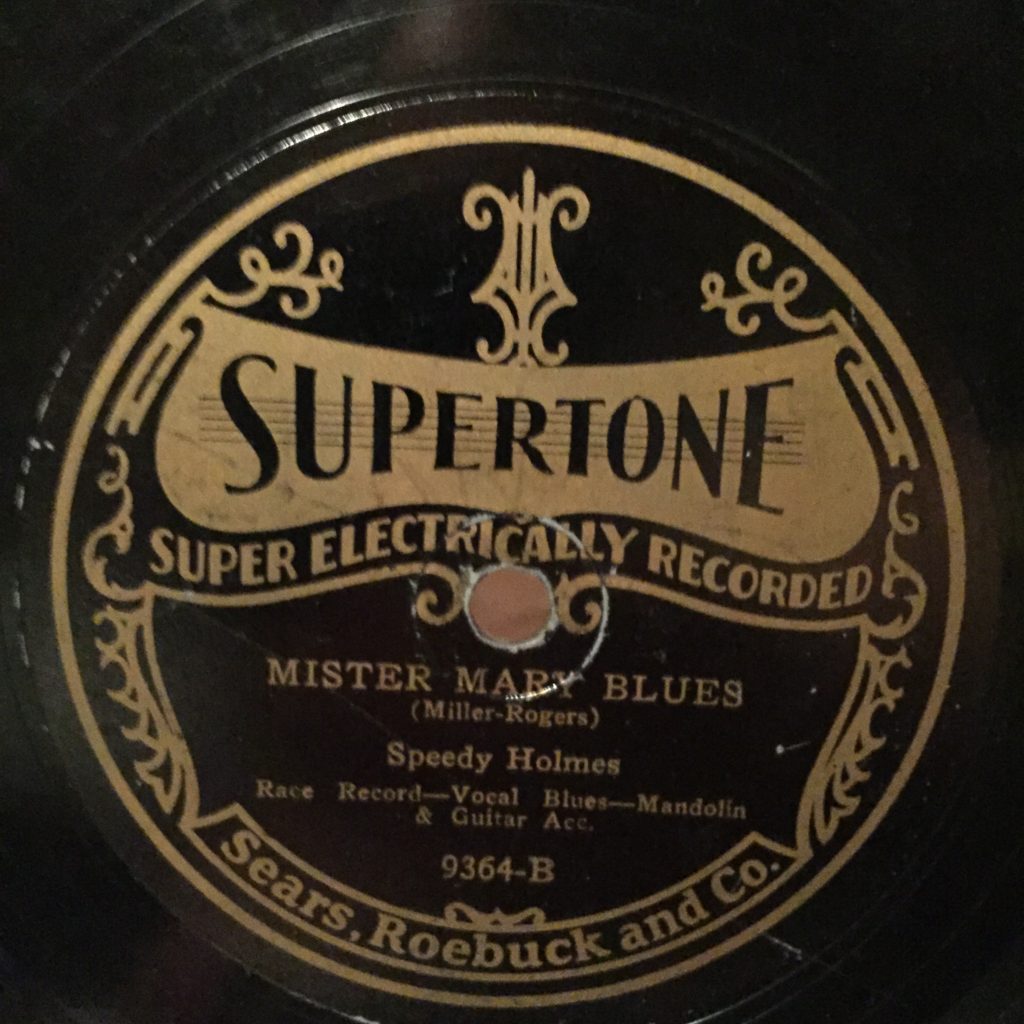 SUPERTONE
SUPER ELECTRICALLY RECORDED
MISTER MARY BLUES
(Miller-Rogers)
Speedy Holmes
Race Record—Vocal Blues—Mandolin
& Guitar Acc.
9364-B
Sears, Roebuck and Co.